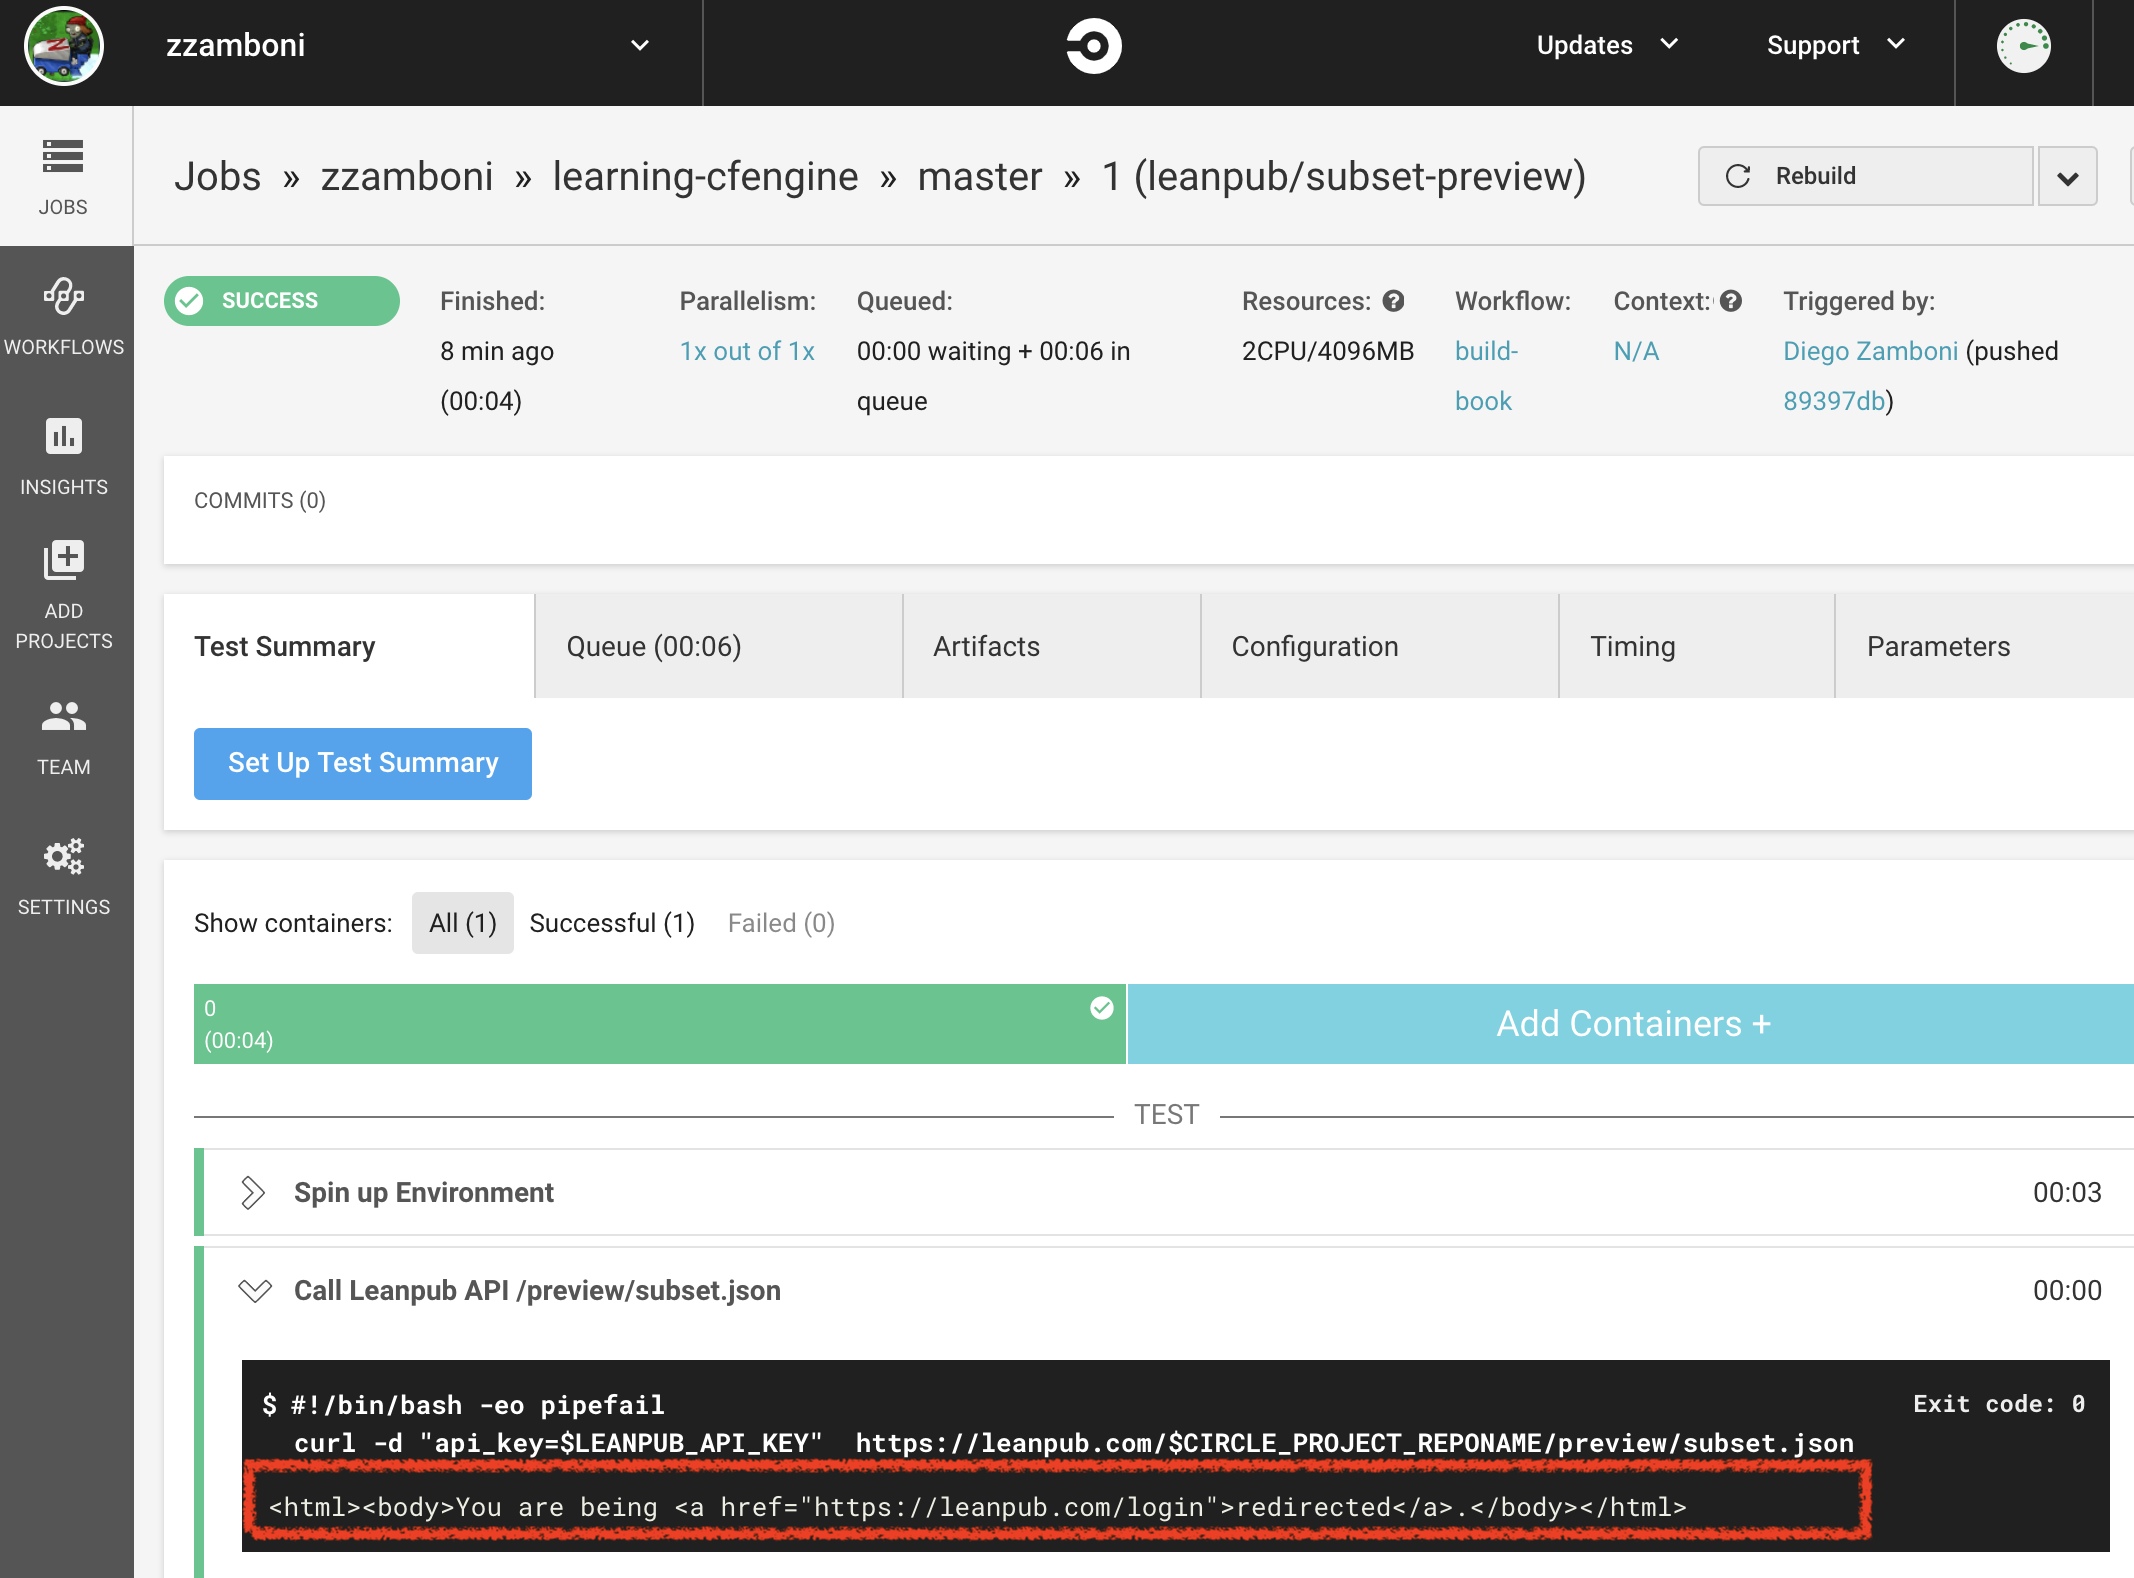 zzamboni
Updates
Support
JOBS
WORKFLOWS
INSIGHTS
ADD
PROJECTS
TEAM
SETTINGS
Jobs » zzamboni » learning-cfengine » master » 1 (leanpub/subset-preview)
Rebuild
SUCCESS
Finished:
8 min ago
(00:04)
Parallelism:
1x out of 1x
Queued:
00:00 waiting + 00:06 in
queue
Resources:
2CPU/4096MB
Workflow:
build-
book
Context:
N/A
Triggered by:
Diego Zamboni (pushed
89397db)
COMMITS (0)
Test Summary
Queue (00:06)
Artifacts
Configuration
Timing
Parameters
Set Up Test Summary
Show containers:
All (1)
Successful (1)
Failed (0)
0
(00:04)
Add Containers +
TEST
Spin up Environment
00:03
Call Leanpub API /preview/subset.json
00:00
$ #!/bin/bash -eo pipefail
Exit code: 0
curl -d "api_key=$LEANPUB_API_KEY"  https://leanpub.com/$CIRCLE_PROJECT_REPONAME/preview/subset.json
<html><body>You are being <a href="https://leanpub.com/login">redirected</a>.</body></html>